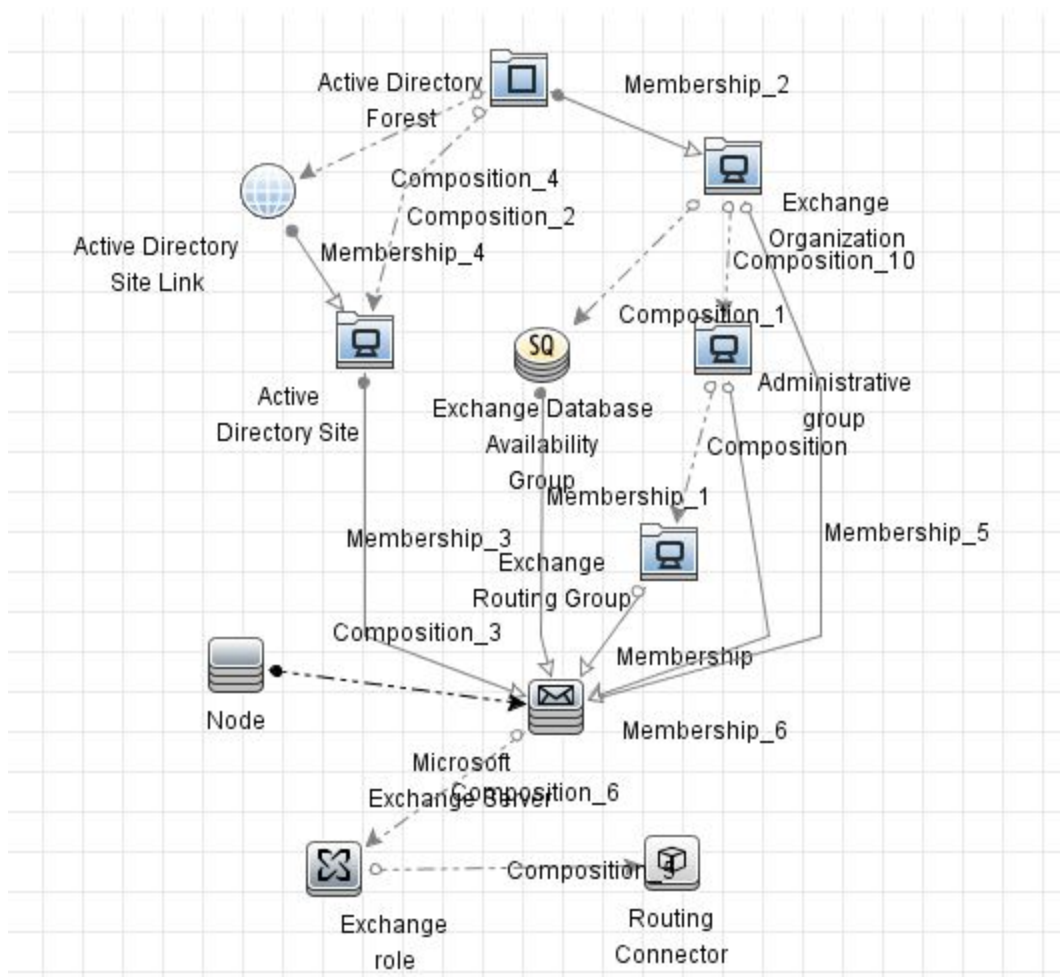 Active Directory
Forest
Membership_2
Composition_4
Composition_2
Exchange
Organization
Active Directory
Site Link
Membership_4
Composition_10
Composition_1
SQ
Active
Directory Site
Exchange Database
Availability
Group
Administrative
group
Composition
Membership_1
Membership_3
Exchange
Routing Group
Membership_5
Composition_3
Membership
Node
Membership_6
Microsoft
Exchange Server
Composition_6
Composition_5
Exchange
role
Routing
Connector